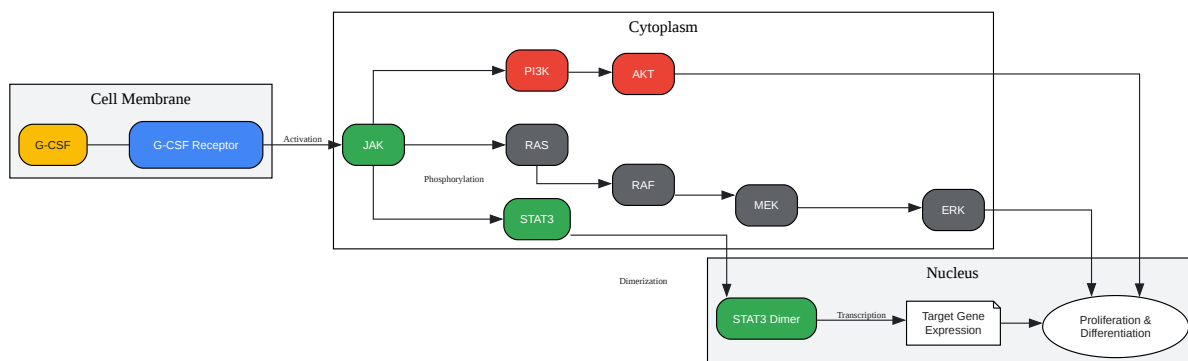 Cytoplasm
PI3K
AKT
Cell Membrane
G-CSF
G-CSF Receptor
Activation
JAK
RAS
Phosphorylation
RAF
MEK
ERK
STAT3
Nucleus
Dimerization
STAT3 Dimer
Transcription
Target Gene
Expression
Proliferation &
Differentiation